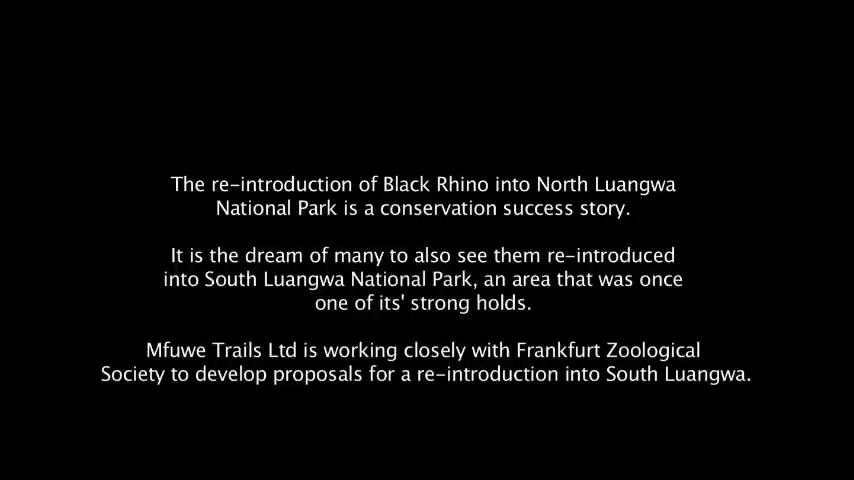 The re-introduction of Black Rhino into North Luangwa
National Park is a conservation success story.
It is the dream of many to also see them re-introduced
into South Luangwa National Park, an area that was once
one of its' strong holds.
Mfuwe Trails Ltd is working closely with Frankfurt Zoological
Society to develop proposals for a re-introduction into South Luangwa.